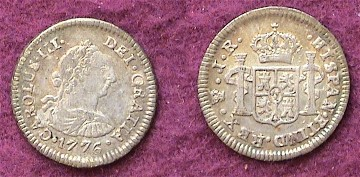 CAROLUS·III·DEI·GRATIA·
·1776·
·HISPAN·ET IND·R·
·J·R·